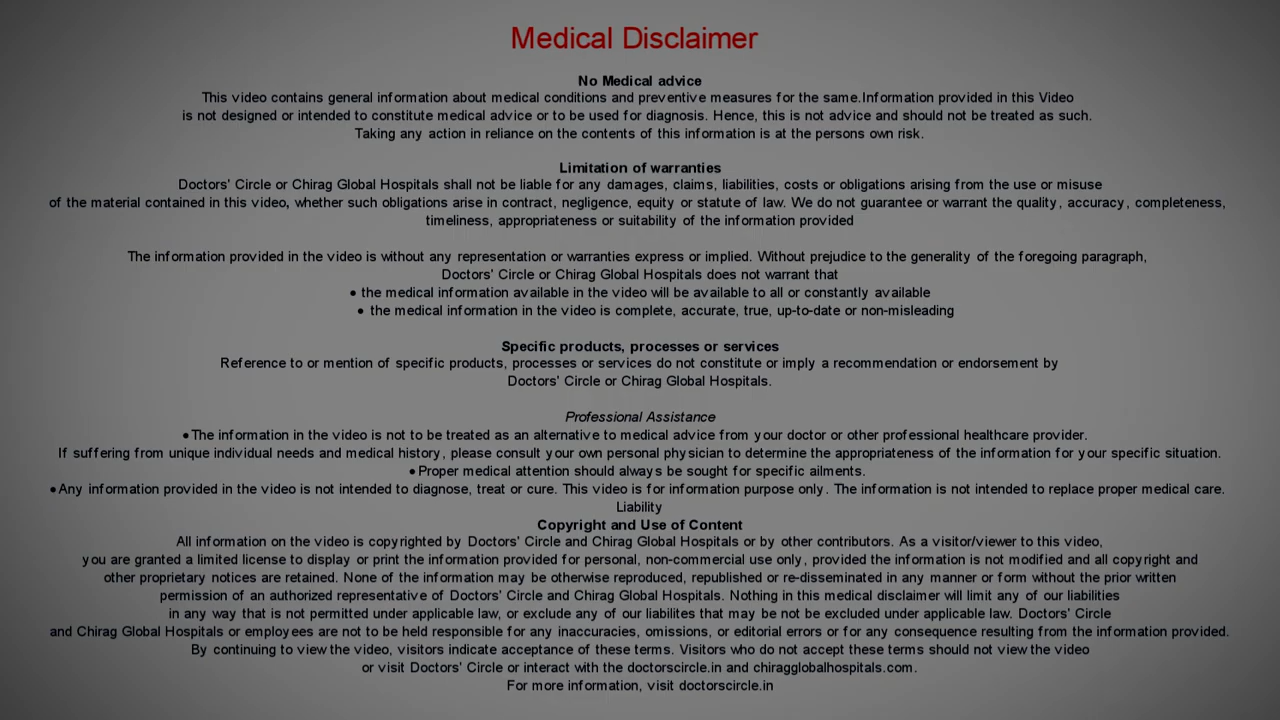 Medical Disclaimer
No Medical advice
This video contains general information about medical conditions and preventive measures for the same.Information provided in this Video
is not designed or intended to constitute medical advice or to be used for diagnosis. Hence, this is not advice and should not be treated as such.
Taking any action in reliance on the contents of this information is at the persons own risk.
Limitation of warranties
Doctors' Circle or Chirag Global Hospitals shall not be liable for any damages, claims, liabilities, costs or obligations arising from the use or misuse
of the material contained in this video, whether such obligations arise in contract, negligence, equity or statute of law. We do not guarantee or warrant the quality, accuracy, completeness,
timeliness, appropriateness or suitability of the information provided
The information provided in the video is without any representation or warranties express or implied. Without prejudice to the generality of the foregoing paragraph,
Doctors' Circle or Chirag Global Hospitals does not warrant that
• the medical information available in the video will be available to all or constantly available
• the medical information in the video is complete, accurate, true, up-to-date or non-misleading
Specific products, processes or services
Reference to or mention of specific products, processes or services do not constitute or imply a recommendation or endorsement by
Doctors' Circle or Chirag Global Hospitals.
Professional Assistance
•The information in the video is not to be treated as an alternative to medical advice from your doctor or other professional healthcare provider.
If suffering from unique individual needs and medical history, please consult your own personal physician to determine the appropriateness of the information for your specific situation.
•Proper medical attention should always be sought for specific ailments.
•Any information provided in the video is not intended to diagnose, treat or cure. This video is for information purpose only. The information is not intended to replace proper medical care.
Liability
Copyright and Use of Content
All information on the video is copyrighted by Doctors' Circle and Chirag Global Hospitals or by other contributors. As a visitor/viewer to this video,
you are granted a limited license to display or print the information provided for personal, non-commercial use only, provided the information is not modified and all copyright and
other proprietary notices are retained. None of the information may be otherwise reproduced, republished or re-disseminated in any manner or form without the prior written
permission of an authorized representative of Doctors' Circle and Chirag Global Hospitals. Nothing in this medical disclaimer will limit any of our liabilities
in any way that is not permitted under applicable law, or exclude any of our liabilites that may be not be excluded under applicable law. Doctors' Circle
and Chirag Global Hospitals or employees are not to be held responsible for any inaccuracies, omissions, or editorial errors or for any consequence resulting from the information provided.
By continuing to view the video, visitors indicate acceptance of these terms. Visitors who do not accept these terms should not view the video
or visit Doctors' Circle or interact with the doctorscircle.in and chiragglobalhospitals.com.
For more information, visit doctorscircle.in